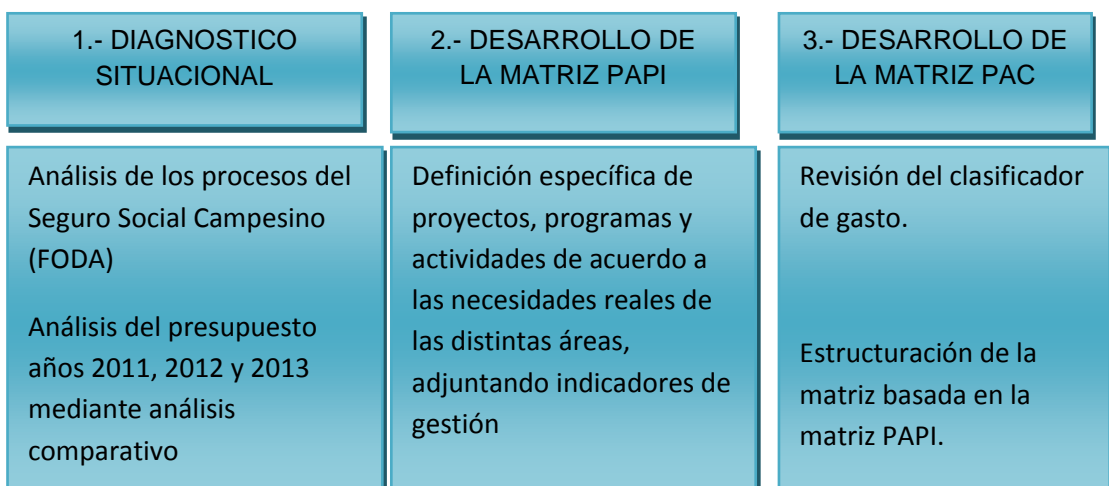 1.- DIAGNOSTICO
SITUACIONAL
Análisis de los procesos del
Seguro Social Campesino
(FODA)
Análisis del presupuesto
años 2011, 2012 y 2013
mediante análisis
comparativo
2.- DESARROLLO DE
LA MATRIZ PAPI
Definición específica de
proyectos, programas y
actividades de acuerdo a
las necesidades reales de
las distintas áreas,
adjuntando indicadores de
gestión
3.- DESARROLLO DE
LA MATRIZ PAC
Revisión del clasificador
de gasto.
Estructuración de la
matriz basada en la
matriz PAPI.